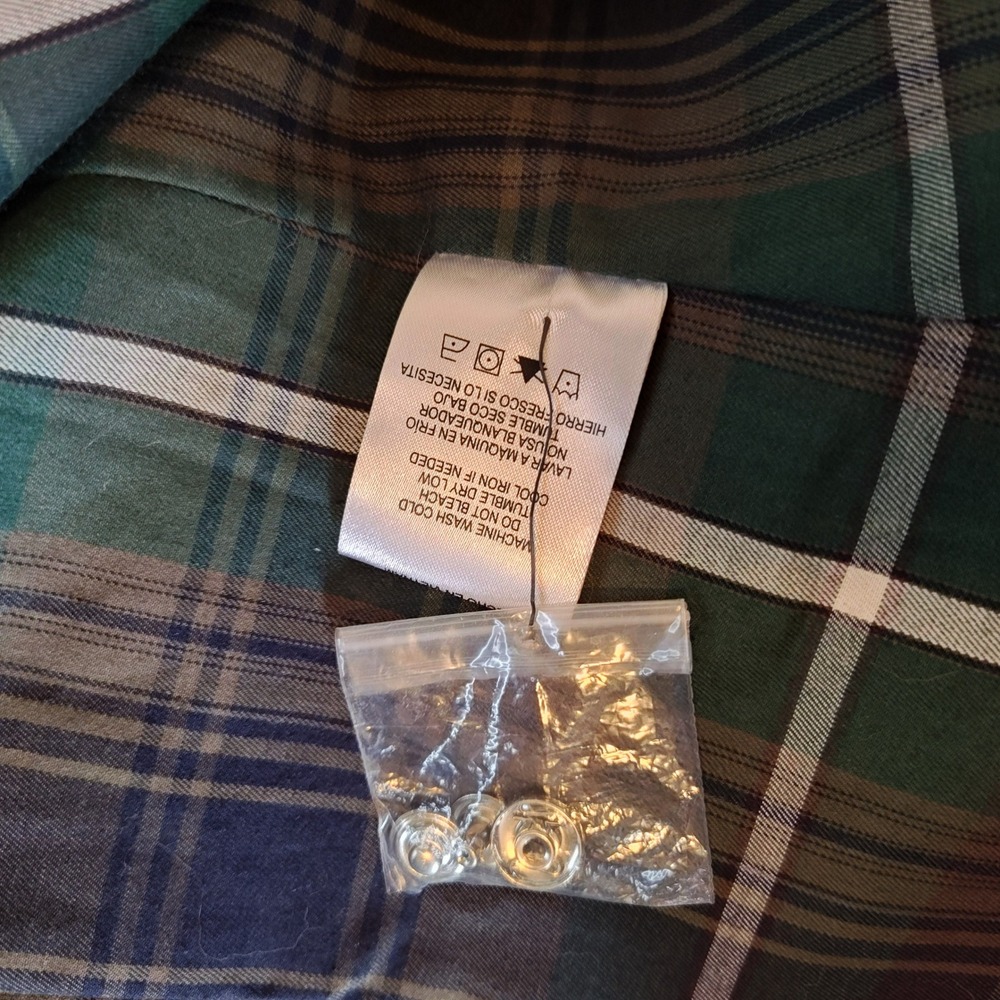 MACHINE WASH COLD
DO NOT BLEACH
TUMBLE DRY LOW
COOL IRON IF NEEDED
LAVAR A MAQUINA EN FRÍO
NO USA BLANQUEADOR
TUMBLE SECO BAJO
HIERRO FRESCO SI LO NECESITA